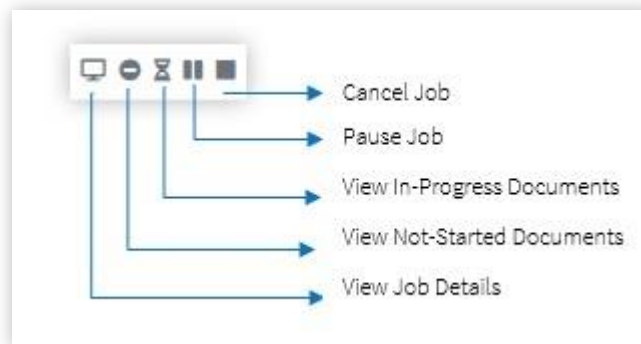 Cancel Job
Pause Job
View In-Progress Documents
View Not-Started Documents
View Job Details